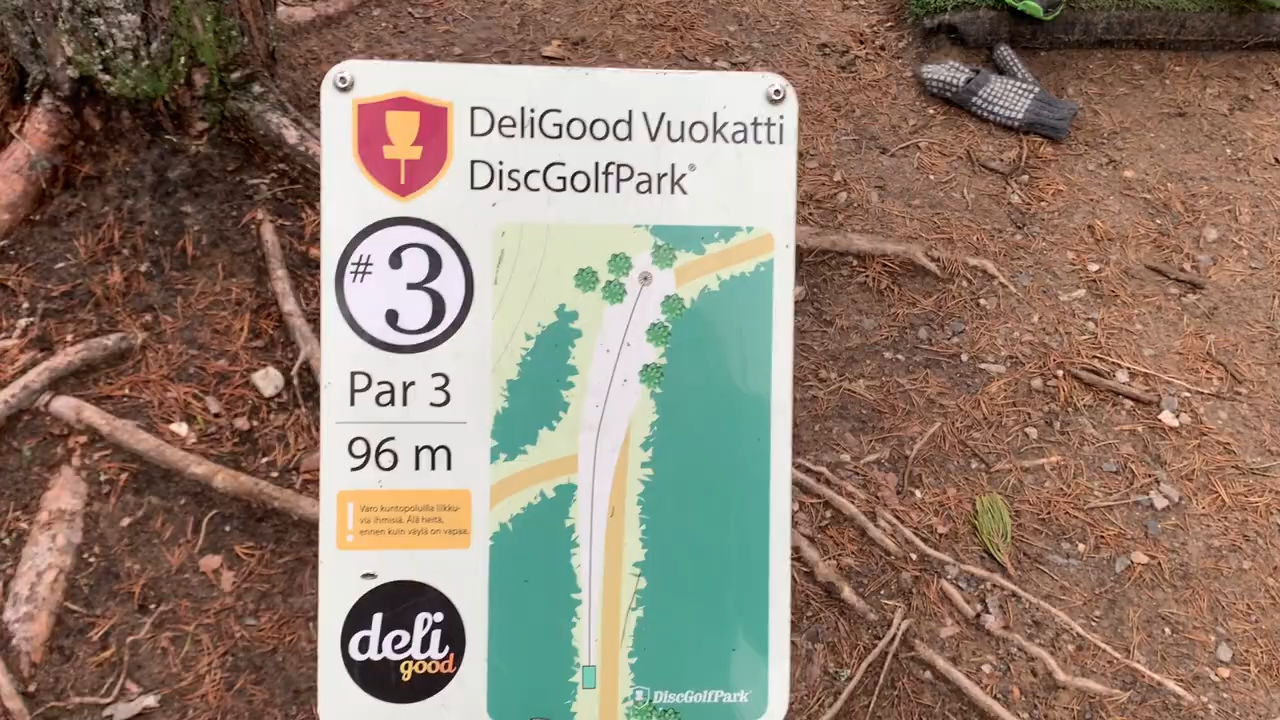 DeliGood Vuokatti
DiscGolfPark®
#3
Par 3
96 m
! Varo kuntopoluilla liikku-
via ihmisiä. Älä heitä,
ennen kuin väylä on vapaa.
deli
good
DiscGolfPark®